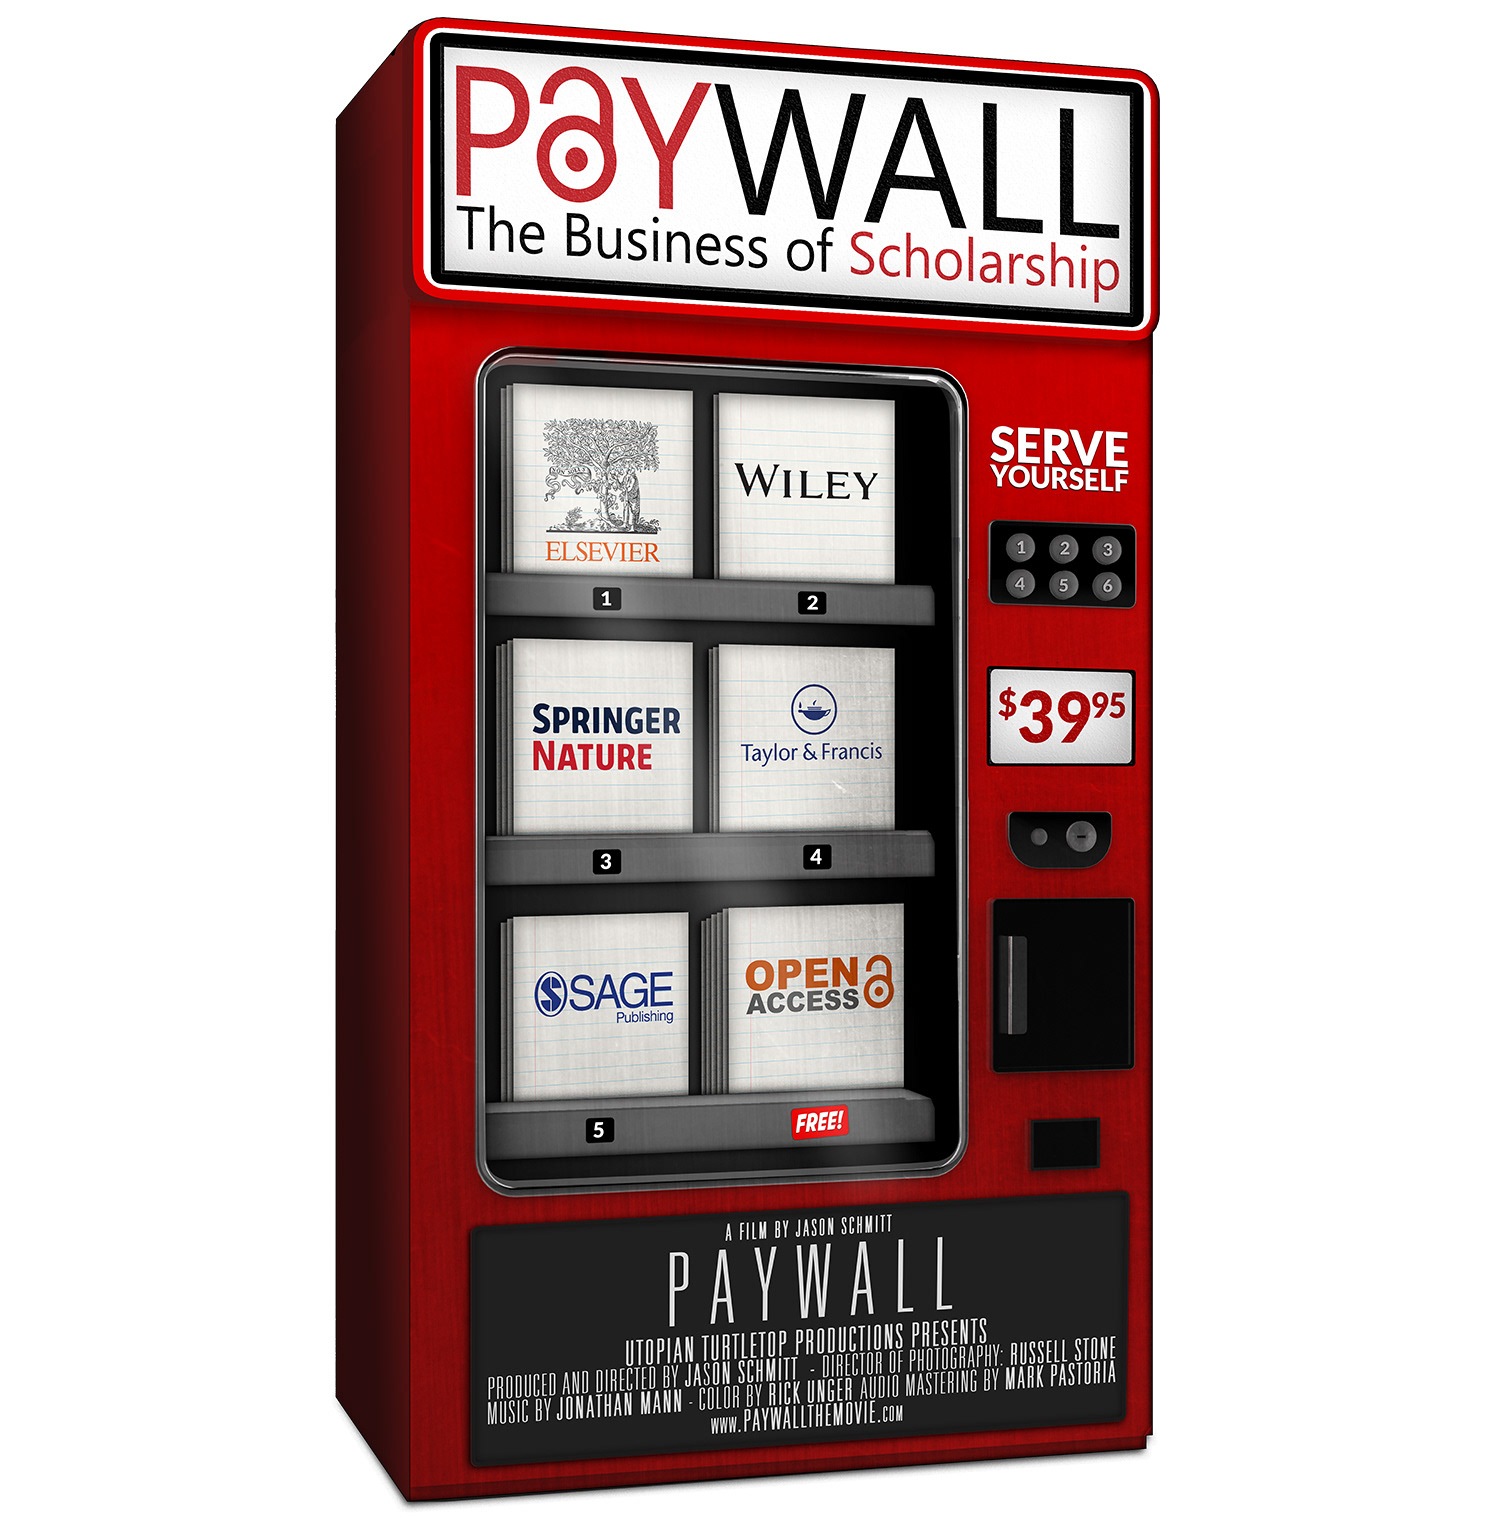 PAYWALL
The Business of Scholarship
SERVE
YOURSELF
ELSEVIER
WILEY
1 2 3
4 5 6
1
2
$39 95
SPRINGER
NATURE
Taylor & Francis
3
4
SAGE
Publishing
OPEN
ACCESS
5
FREE!
A FILM BY JASON SCHMITT
PAYWALL
UTOPIAN TURTLETOP PRODUCTIONS PRESENTS
PRODUCED AND DIRECTED BY JASON SCHMITT - DIRECTOR OF PHOTOGRAPHY: RUSSELL STONE
MUSIC BY JONATHAN MANN - COLOR BY RICK UNGER AUDIO MASTERING BY MARK PASTORIA
WWW.PAYWALLTHEMOVIE.COM